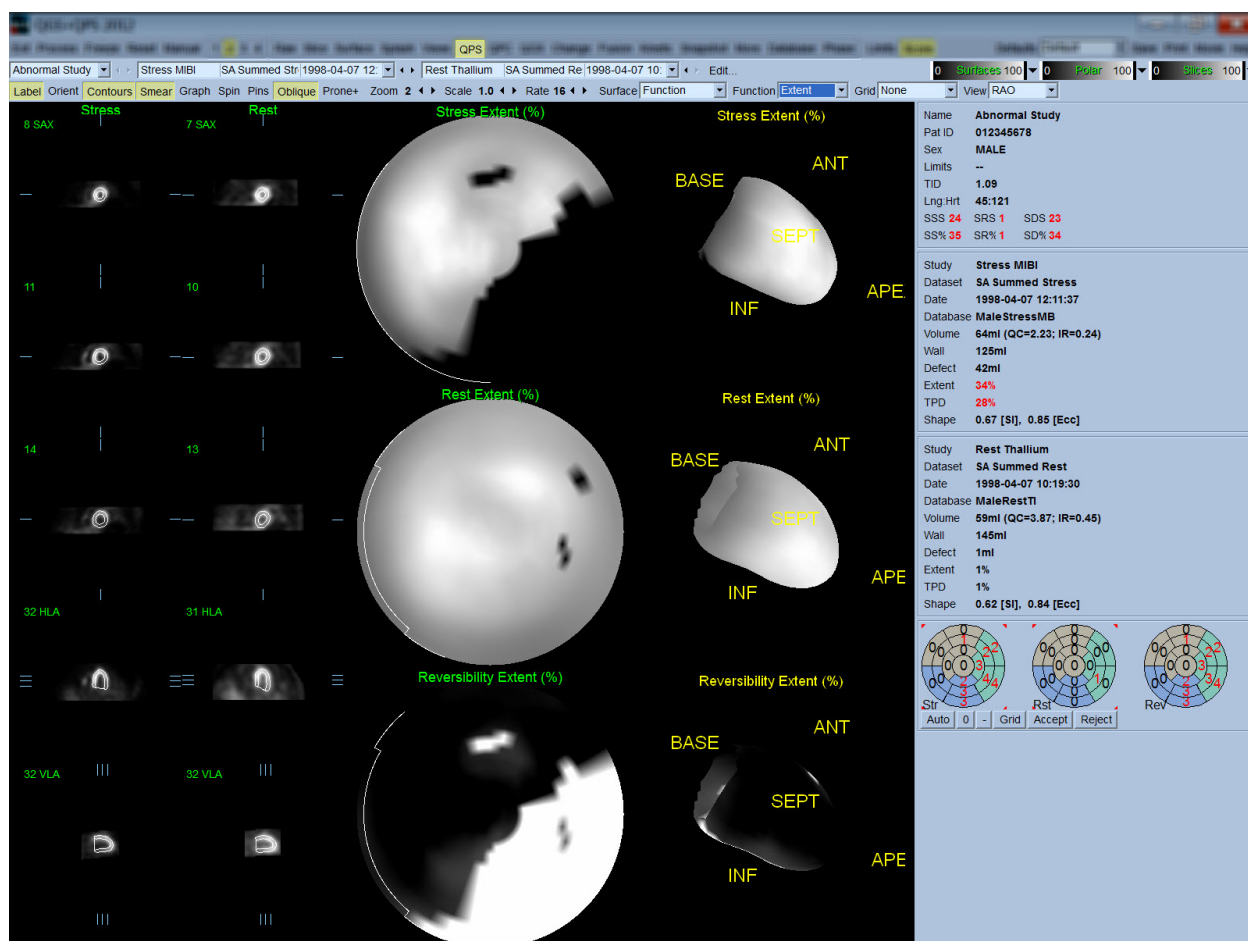 QGS+QPS 2012
QPS
Abnormal Study Stress MIBI SA Summed Str 1998-04-07 12: Rest Thallium SA Summed Re 1998-04-07 10: Edit... 0 Surfaces 100 0 Polar 100 0 Slices 100
Label Orient Contours Smear Graph Spin Pins Oblique Prone+ Zoom 2 Scale 1.0 Rate 16 Surface Function Function Extent Grid None View RAO
Stress Rest
8 SAX 7 SAX
11 10
14 13
32 HLA 31 HLA
32 VLA 32 VLA
Stress Extent (%)
Rest Extent (%)
Reversibility Extent (%)
Stress Extent (%)
ANT
BASE
SEPT
APE
INF
Rest Extent (%)
ANT
BASE
SEPT
APE
INF
Reversibility Extent (%)
ANT
BASE
SEPT
APE
INF
Name Abnormal Study
Pat ID 012345678
Sex MALE
Limits --
TID 1.09
Lng:Hrt 45:121
SSS 24 SRS 1 SDS 23
SS% 35 SR% 1 SD% 34
Study Stress MIBI
Dataset SA Summed Stress
Date 1998-04-07 12:11:37
Database MaleStressMB
Volume 64ml (QC=2.23; IR=0.24)
Wall 125ml
Defect 42ml
Extent 34%
TPD 28%
Shape 0.67 [SI], 0.85 [Ecc]
Study Rest Thallium
Dataset SA Summed Rest
Date 1998-04-07 10:19:30
Database MaleRestTl
Volume 59ml (QC=3.87; IR=0.45)
Wall 145ml
Defect 1ml
Extent 1%
TPD 1%
Shape 0.62 [SI], 0.84 [Ecc]
Str Rst Rev
Auto 0 - Grid Accept Reject